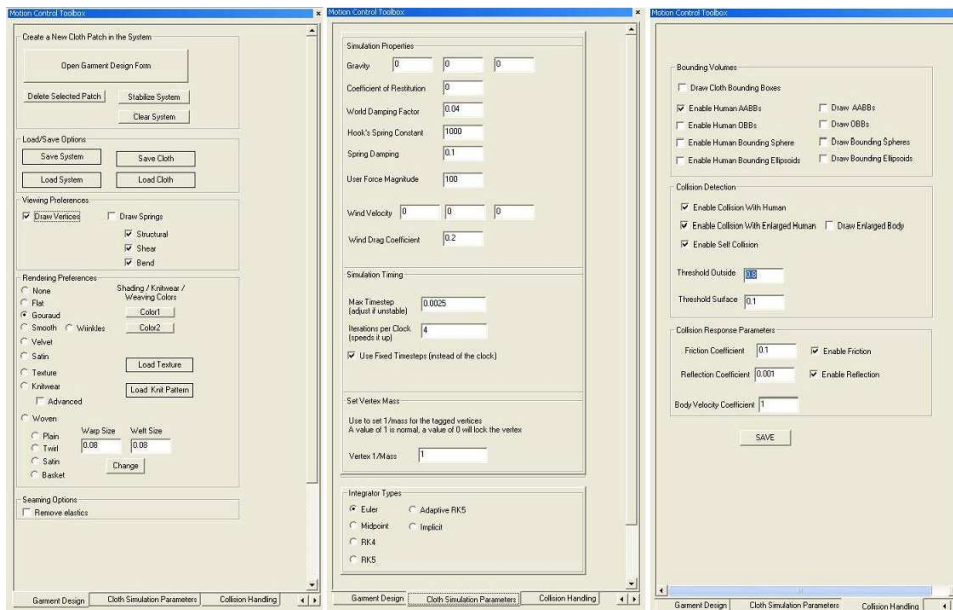 Motion Control Toolbox
Create a New Cloth Patch in the System
Open Garment Design Form
Delete Selected Patch Stabilize System
Clear System
Load/Save Options
Save System Save Cloth
Load System Load Cloth
Viewing Preferences
Draw Vertices Draw Springs
Structural
Shear
Bend
Rendering Preferences
None Shading / Knitwear /
Flat Weaving Colors
Gouraud Color1
Smooth Wrinkles Color2
Velvet
Satin
Texture Load Texture
Knitwear Load Knit Pattern
Advanced
Woven
Plain Warp Size Weft Size
Twirl 0.08 0.08
Satin Change
Basket
Seaming Options
Remove elastics
Garment Design Cloth Simulation Parameters Collision Handling
Motion Control Toolbox
Simulation Properties
Gravity 0 0 0
Coefficient of Restitution 0
World Damping Factor 0.04
Hook's Spring Constant 1000
Spring Damping 0.1
User Force Magnitude 100
Wind Velocity 0 0 0
Wind Drag Coefficient 0.2
Simulation Timing
Max Timestep 0.0025
(adjust if unstable)
Iterations per Clock 4
(speeds it up)
Use Fixed Timesteps (instead of the clock)
Set Vertex Mass
Use to set 1/mass for the tagged vertices
A value of 1 is normal, a value of 0 will lock the vertex
Vertex 1/Mass 1
Integrator Types
Euler Adaptive RK5
Midpoint Implicit
RK4
RK5
Garment Design Cloth Simulation Parameters Collision Handling
Motion Control Toolbox
Bounding Volumes
Draw Cloth Bounding Boxes
Enable Human AABBs Draw AABBs
Enable Human OBBs Draw OBBs
Enable Human Bounding Sphere Draw Bounding Spheres
Enable Human Bounding Ellipsoids Draw Bounding Ellipsoids
Collision Detection
Enable Collision With Human
Enable Collision With Enlarged Human Draw Enlarged Body
Enable Self Collision
Threshold Outside 0.8
Threshold Surface 0.1
Collision Response Parameters
Friction Coefficient 0.1 Enable Friction
Reflection Coefficient 0.001 Enable Reflection
Body Velocity Coefficient 1
SAVE
Garment Design Cloth Simulation Parameters Collision Handling